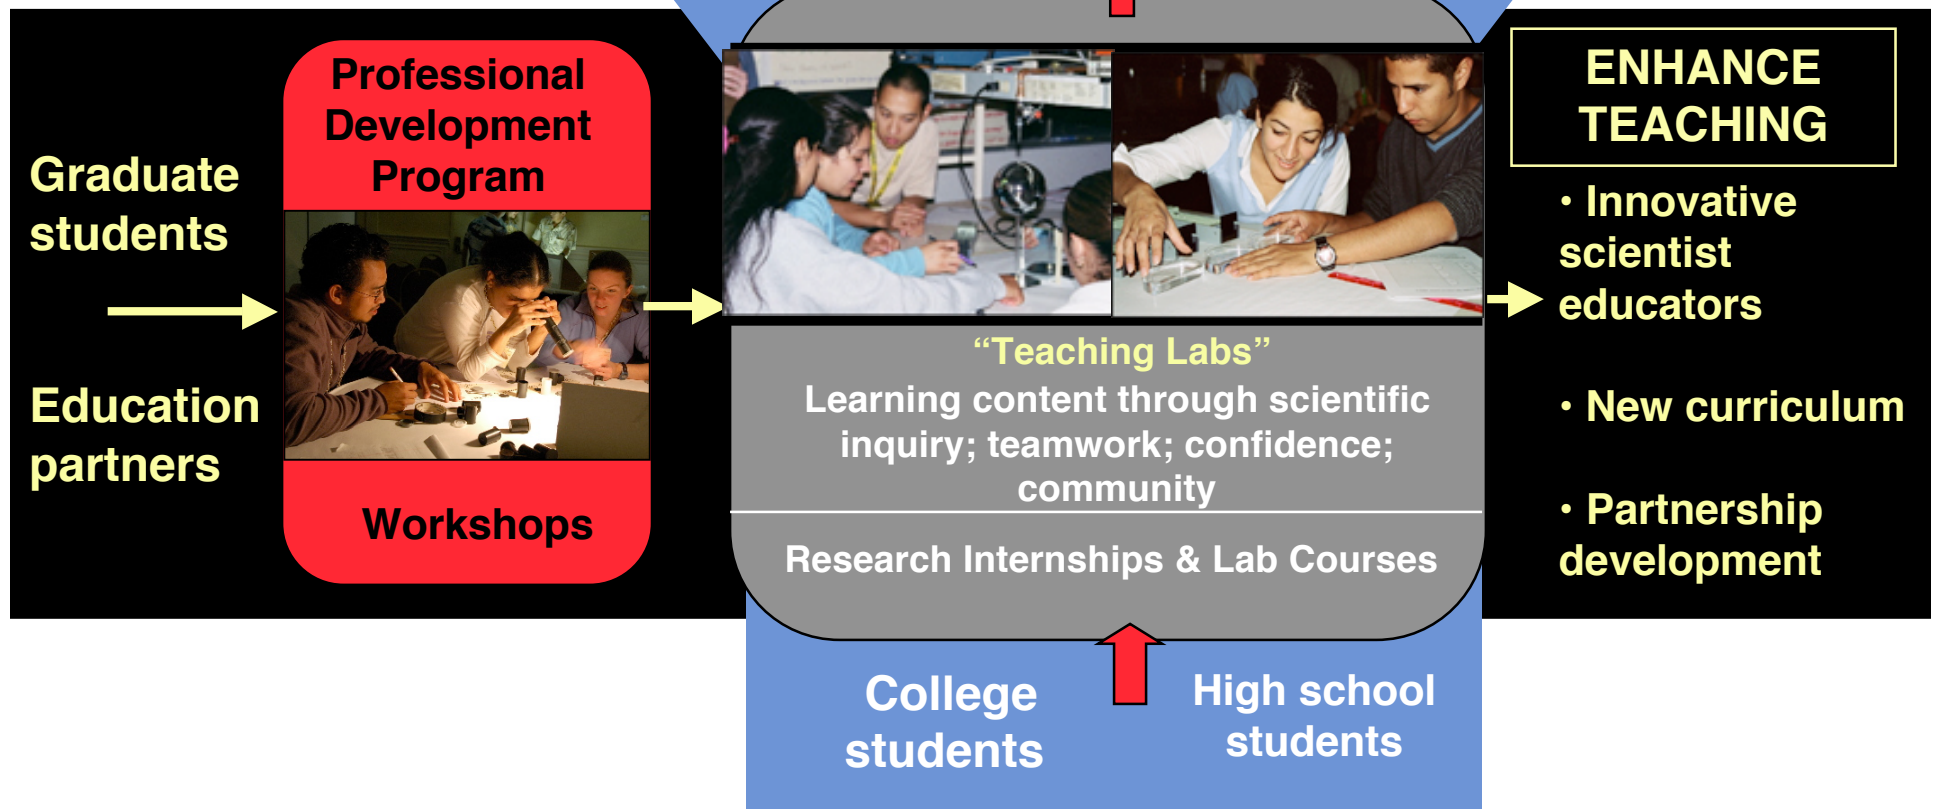 Graduate
students
Education
partners
Professional
Development
Program
Workshops
“Teaching Labs”
Learning content through scientific
inquiry; teamwork; confidence;
community
Research Internships & Lab Courses
College
students
High school
students
ENHANCE
TEACHING
• Innovative
scientist
educators
• New curriculum
• Partnership
development